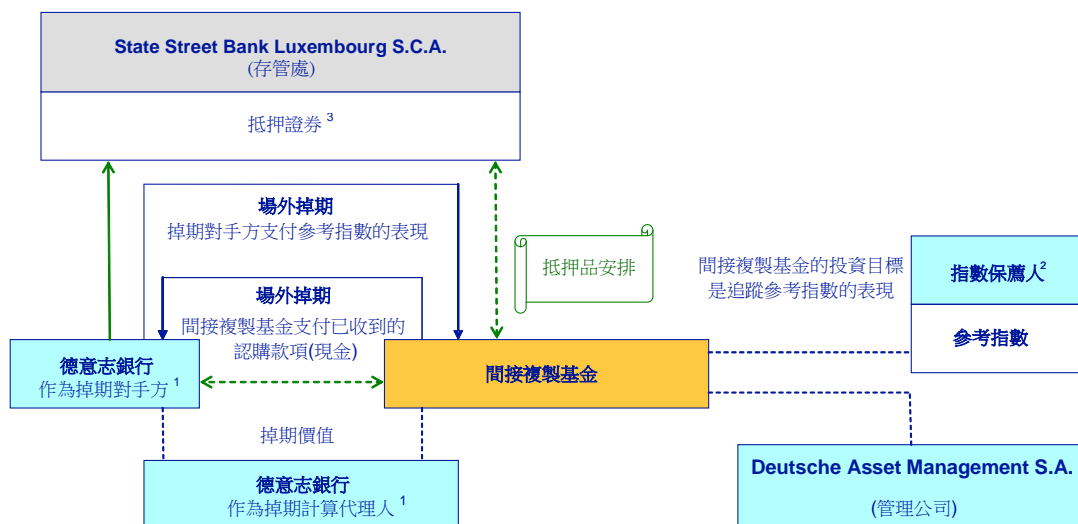 State Street Bank Luxembourg S.C.A.
(存管處)
抵押證券 3
場外掉期
掉期對手方支付參考指數的表現
場外掉期
間接複製基金支付已收到的
認購款項(現金)
抵押品安排
間接複製基金的投資目標
是追蹤參考指數的表現
指數保薦人2
參考指數
德意志銀行
作為掉期對手方 1
間接複製基金
掉期價值
德意志銀行
作為掉期計算代理人 1
Deutsche Asset Management S.A.
(管理公司)